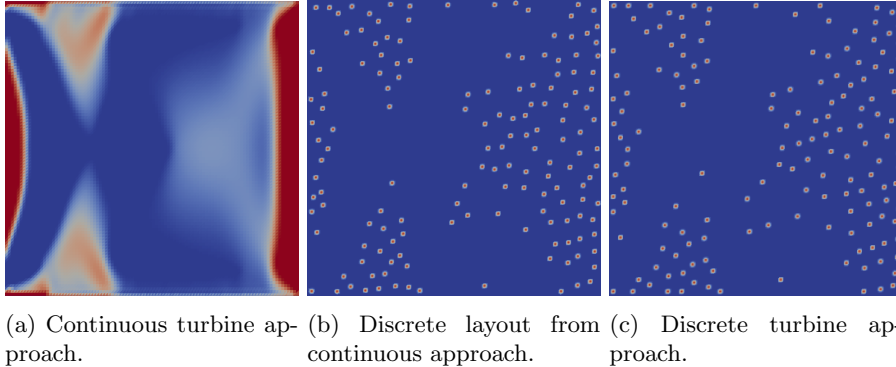 (a) Continuous turbine ap-
proach.
(b) Discrete layout from
continuous approach.
(c) Discrete turbine ap-
proach.